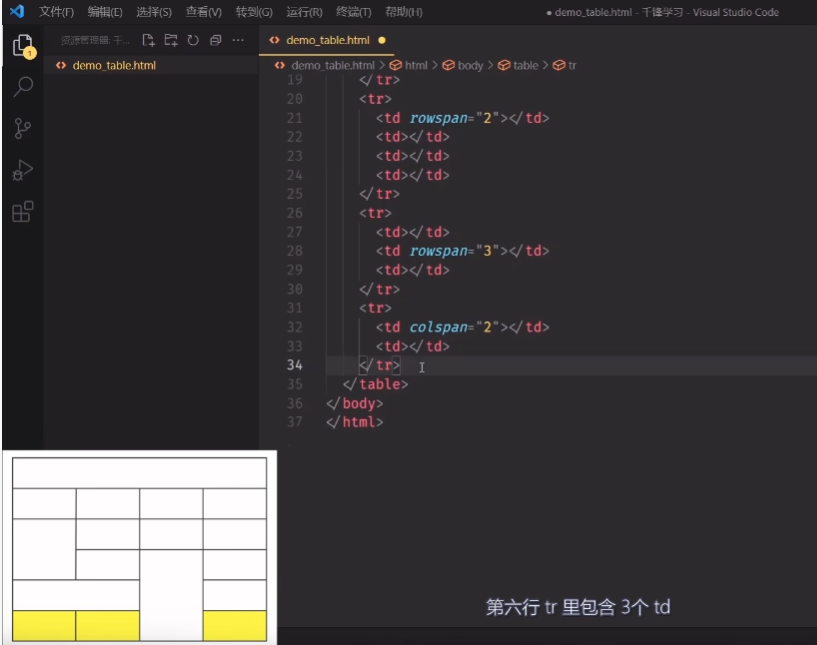 文件(F) 编辑(E) 选择(S) 查看(V) 转到(G) 运行(R) 终端(T) 帮助(H) ● demo_table.html - 千锋学习 - Visual Studio Code
资源管理器: 千... ···
<> demo_table.html ●
1
<> demo_table.html
<> demo_table.html > html > body > table > tr
19 </tr>
20 <tr>
21 <td rowspan="2"></td>
22 <td></td>
23 <td></td>
24 <td></td>
25 </tr>
26 <tr>
27 <td></td>
28 <td rowspan="3"></td>
29 <td></td>
30 </tr>
31 <tr>
32 <td colspan="2"></td>
33 <td></td>
34 </tr>
35 </table>
36 </body>
37 </html>
第六行 tr 里包含 3个 td